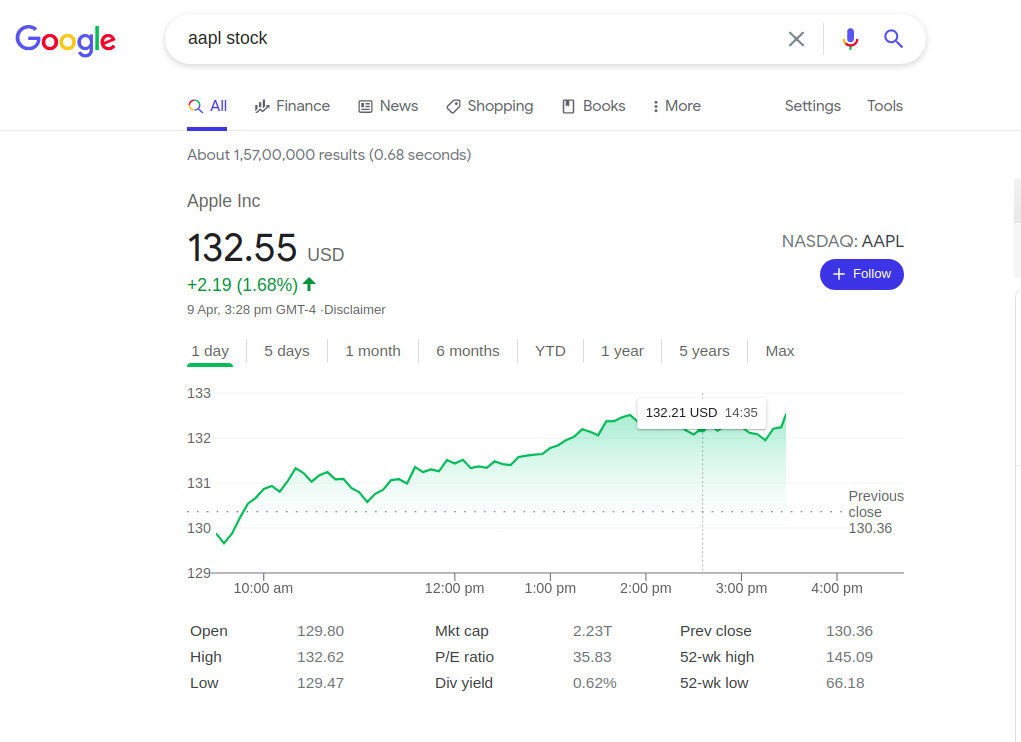 Google
aapl stock
All Finance News Shopping Books More Settings Tools
About 1,57,00,000 results (0.68 seconds)
Apple Inc
132.55 USD
NASDAQ: AAPL
+2.19 (1.68%)
Follow
9 Apr, 3:28 pm GMT-4 ·Disclaimer
1 day 5 days 1 month 6 months YTD 1 year 5 years Max
133
132.21 USD 14:35
132
131
Previous
close
130.36
130
129
10:00 am 12:00 pm 1:00 pm 2:00 pm 3:00 pm 4:00 pm
Open 129.80 Mkt cap 2.23T Prev close 130.36
High 132.62 P/E ratio 35.83 52-wk high 145.09
Low 129.47 Div yield 0.62% 52-wk low 66.18